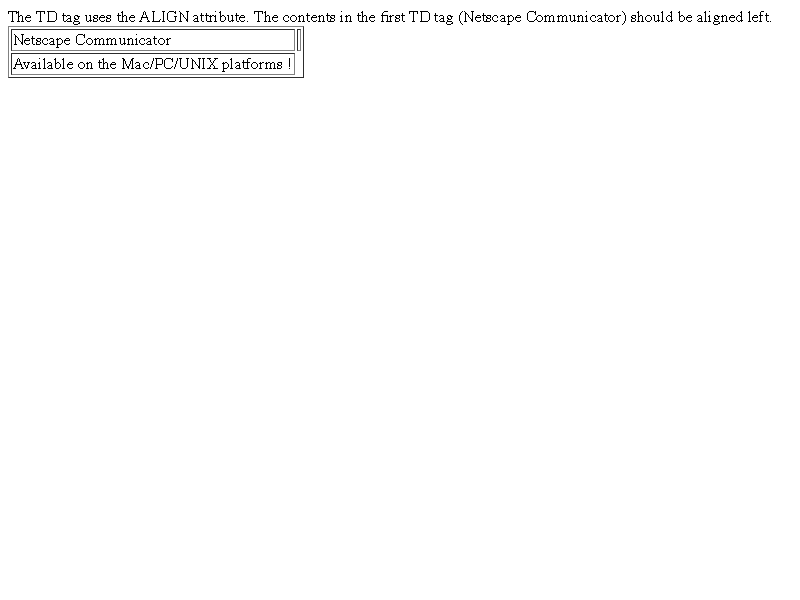 The TD tag uses the ALIGN attribute. The contents in the first TD tag (Netscape Communicator) should be aligned left.
Netscape Communicator
Available on the Mac/PC/UNIX platforms !